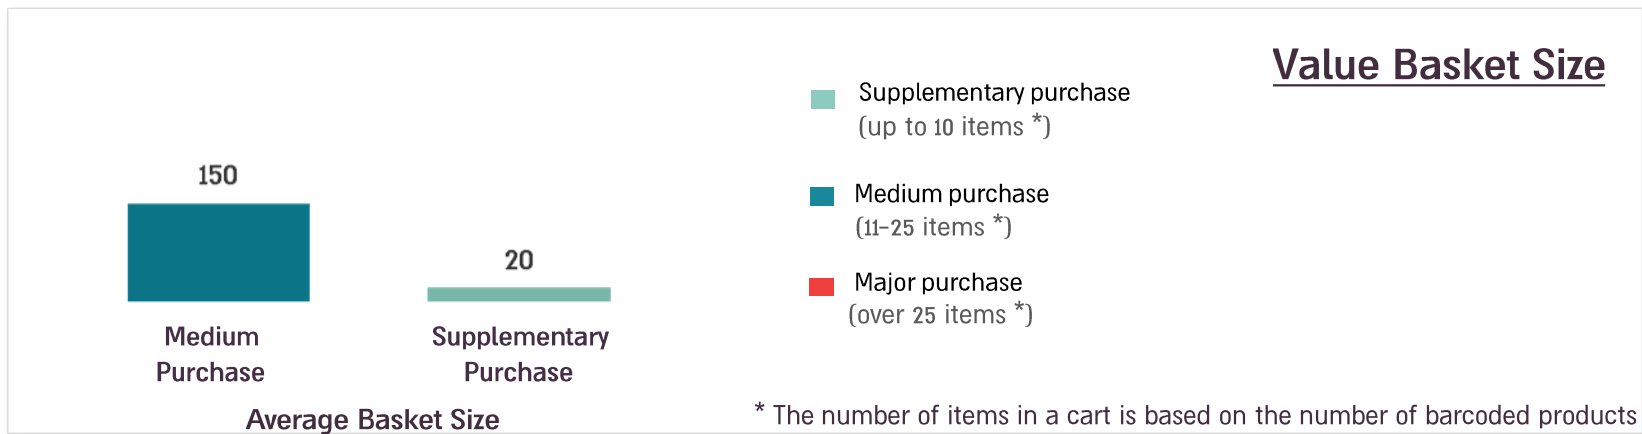 Value Basket Size
Supplementary purchase
(up to 10 items *)
Medium purchase
(11-25 items *)
Major purchase
(over 25 items *)
150
20
Medium
Purchase
Supplementary
Purchase
Average Basket Size
* The number of items in a cart is based on the number of barcoded products